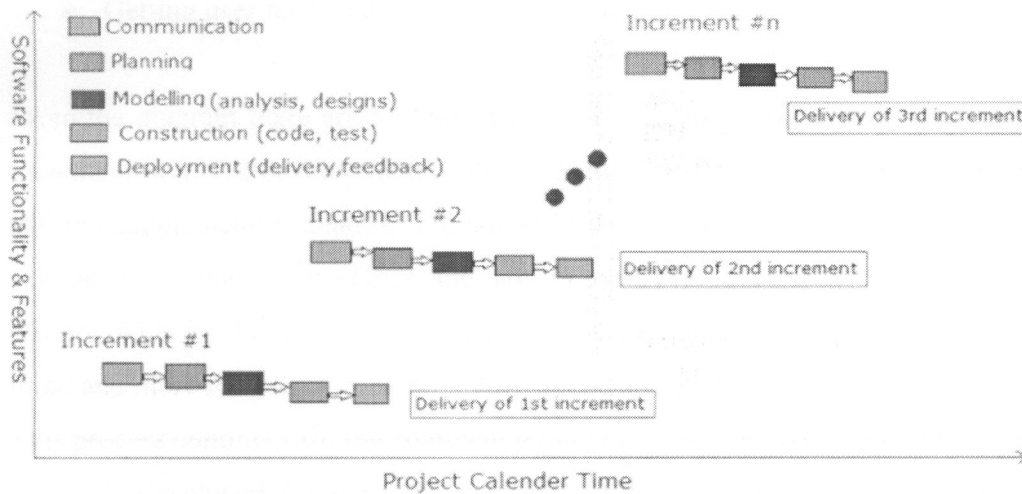 Software Functionality & Features
Communication
Planning
Modelling (analysis, designs)
Construction (code, test)
Deployment (delivery,feedback)
Increment #n
Delivery of 3rd increment
Increment #2
Delivery of 2nd increment
Increment #1
Delivery of 1st increment
Project Calender Time